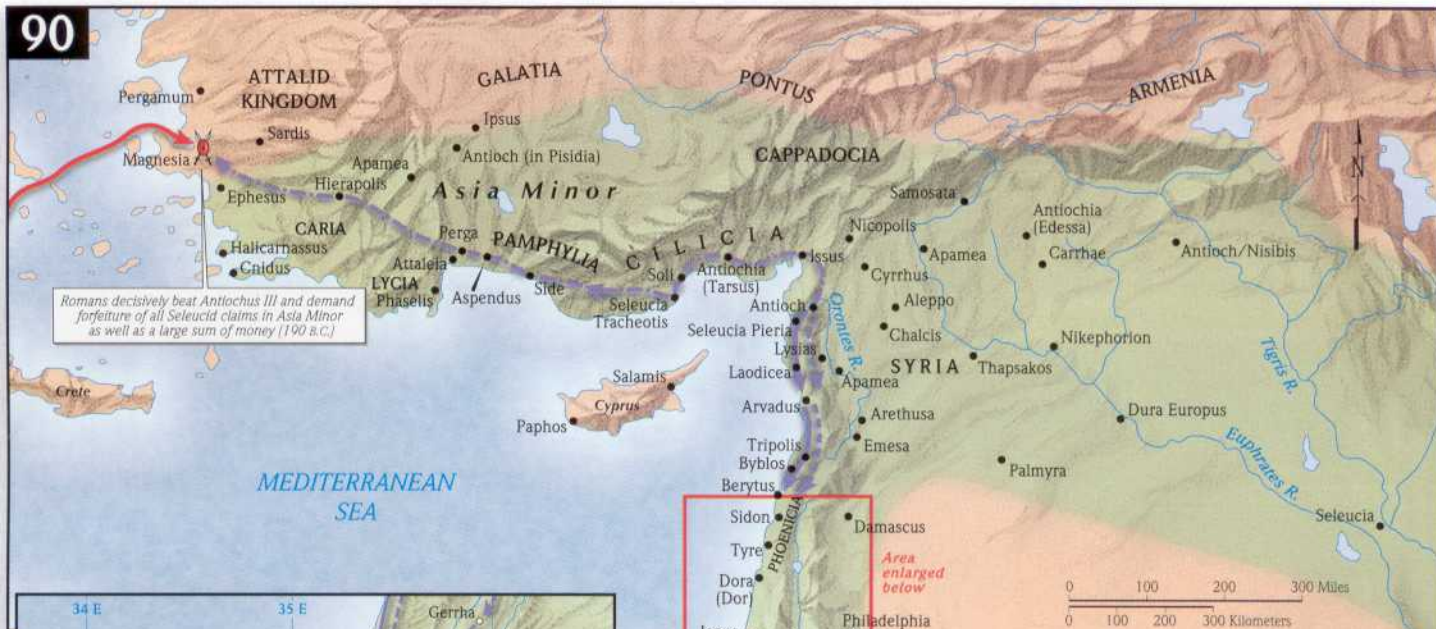 90
ATTALID
KINGDOM
GALATIA
PONTUS
ARMENIA
Pergamum
Sardis
Ipsus
Magnesia
Apamea
Antioch (in Pisidia)
CAPPADOCIA
N
Ephesus
Hierapolis
Asia Minor
Samosata
CARIA
Perga
PAMPHYLIA
CILICIA
Nicopolis
Antiochia
(Edessa)
Halicarnassus
Cnidus
Attaleia
LYCIA
Phaselis
Aspendus
Side
Soli
Antiochia
(Tarsus)
Issus
Cyrrhus
Apamea
Carrhae
Antioch/Nisibis
Romans decisively beat Antiochus III and demand
forfeiture of all Seleucid claims in Asia Minor
as well as a large sum of money (190 B.C.)
Seleucia
Tracheotis
Antioch
Seleucia Pieria
Orontes R.
Aleppo
Chalcis
Lysias
Laodicea
Apamea
SYRIA
Thapsakos
Nikephorion
Tigris R.
Crete
Salamis
Cyprus
Paphos
Arvadus
Arethusa
Emesa
Dura Europus
Euphrates R.
Tripolis
Byblos
Palmyra
MEDITERRANEAN
SEA
Berytus
Sidon
PHOENICIA
Damascus
Seleucia
Tyre
Dora
(Dor)
Area
enlarged
below
0 100 200 300 Miles
0 100 200 300 Kilometers
34 E
35 E
Gerrha
Philadelphia